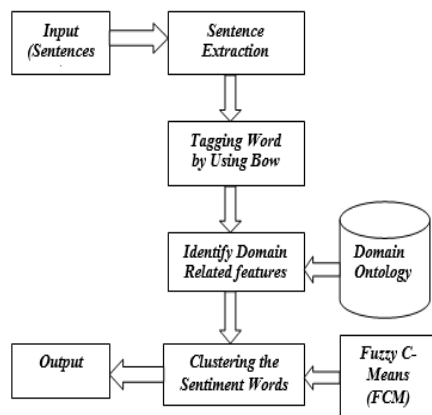 Input
(Sentences
Sentence
Extraction
Tagging Word
by Using Bow
Identify Domain
Related features
Domain
Ontology
Output
Clustering the
Sentiment Words
Fuzzy C-
Means
(FCM)